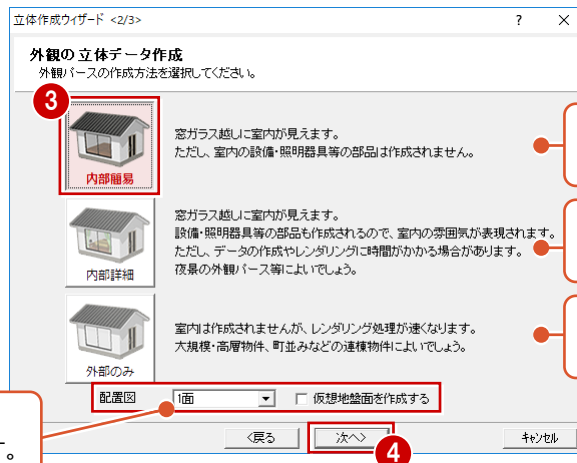 立体作成ウィザード <2/3>
? ×
外観の立体データ作成
外観パースの作成方法を選択してください。
3
内部簡易
窓ガラス越しに室内が見えます。
ただし、室内の設備・照明器具等の部品は作成されません。
内部詳細
窓ガラス越しに室内が見えます。
設備・照明器具等の部品も作成されるので、室内の雰囲気が表現されます。
ただし、データの作成やレンダリングに時間がかかる場合があります。
夜景の外観パース等によいでしょう。
外部のみ
室内は作成されませんが、レンダリング処理が速くなります。
大規模・高層物件、町並みなどの連棟物件によいでしょう。
配置図 1面 仮想地盤面を作成する
す。
<戻る 次へ> キャンセル
4